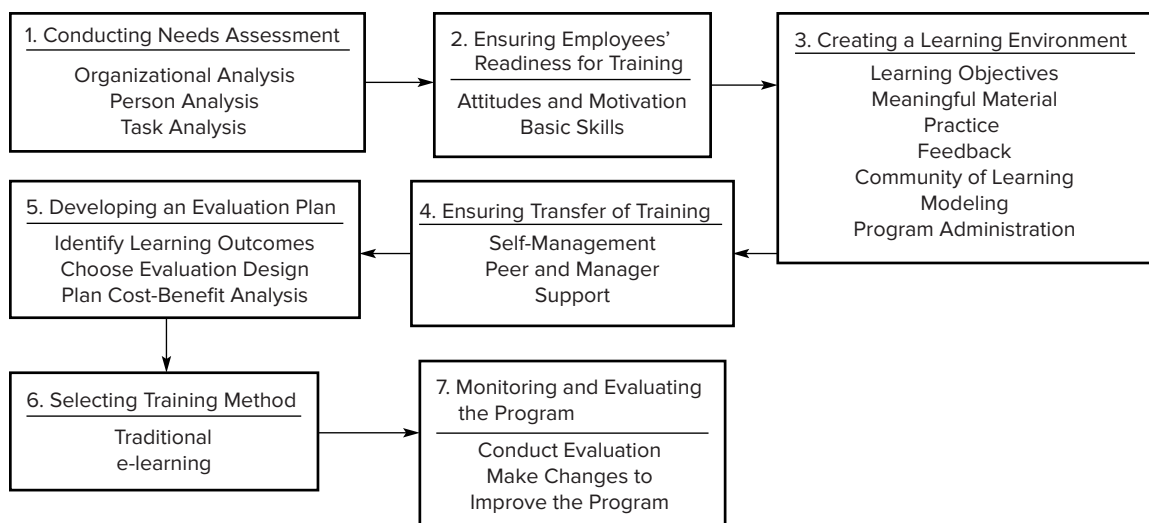 1. Conducting Needs Assessment
Organizational Analysis
Person Analysis
Task Analysis
2. Ensuring Employees’
Readiness for Training
Attitudes and Motivation
Basic Skills
3. Creating a Learning Environment
Learning Objectives
Meaningful Material
Practice
Feedback
Community of Learning
Modeling
Program Administration
4. Ensuring Transfer of Training
Self-Management
Peer and Manager
Support
5. Developing an Evaluation Plan
Identify Learning Outcomes
Choose Evaluation Design
Plan Cost-Benefit Analysis
6. Selecting Training Method
Traditional
e-learning
7. Monitoring and Evaluating
the Program
Conduct Evaluation
Make Changes to
Improve the Program